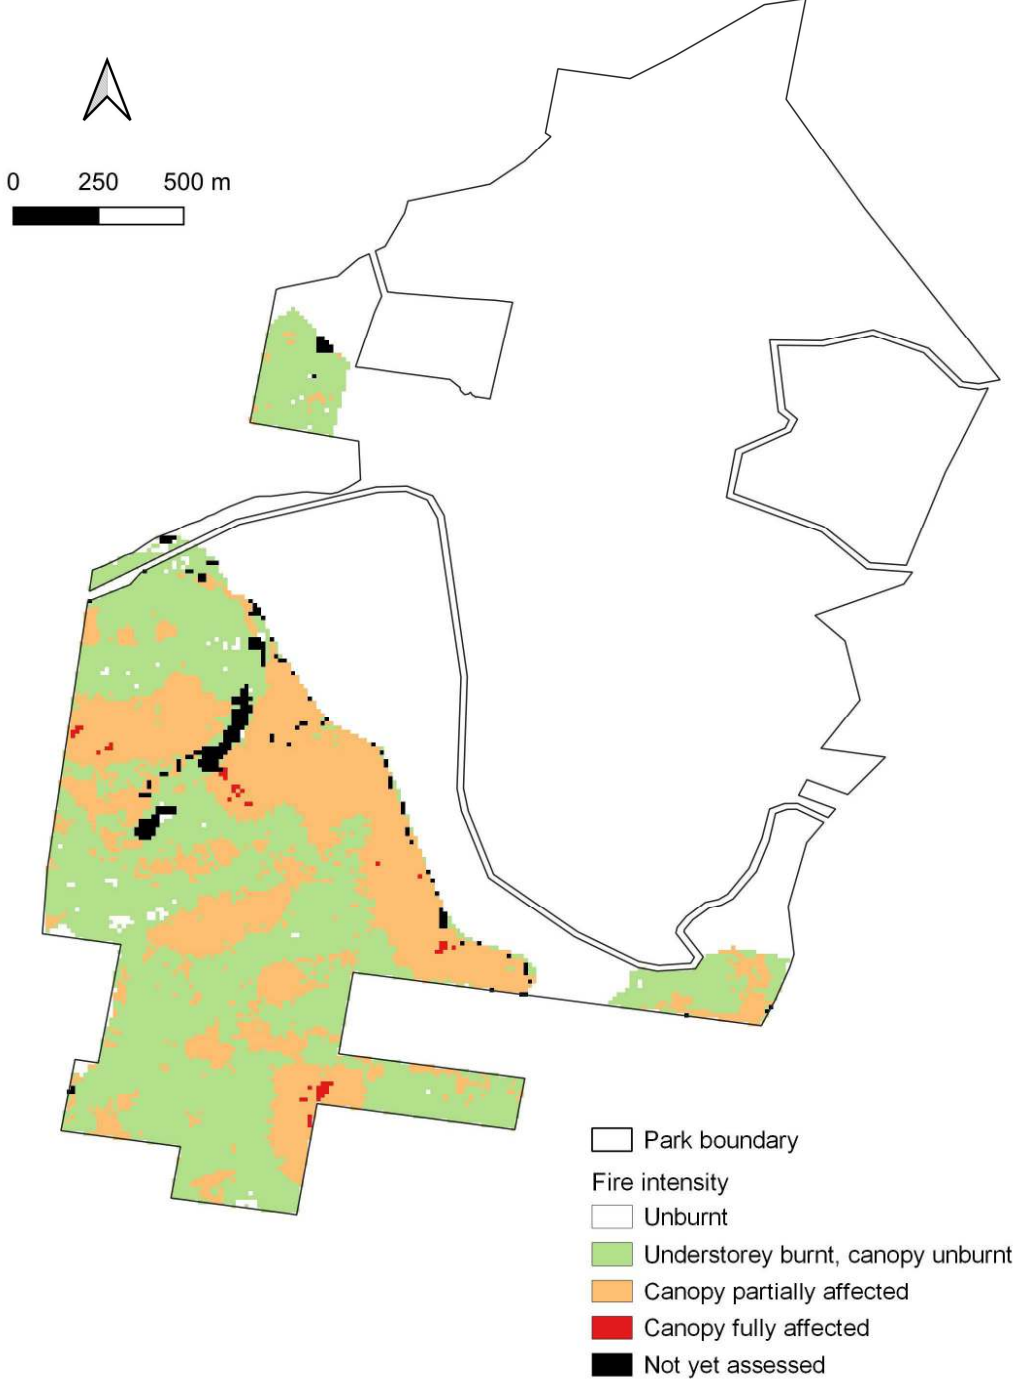 0 250 500 m
Park boundary
Fire intensity
Unburnt
Understorey burnt, canopy unburnt
Canopy partially affected
Canopy fully affected
Not yet assessed